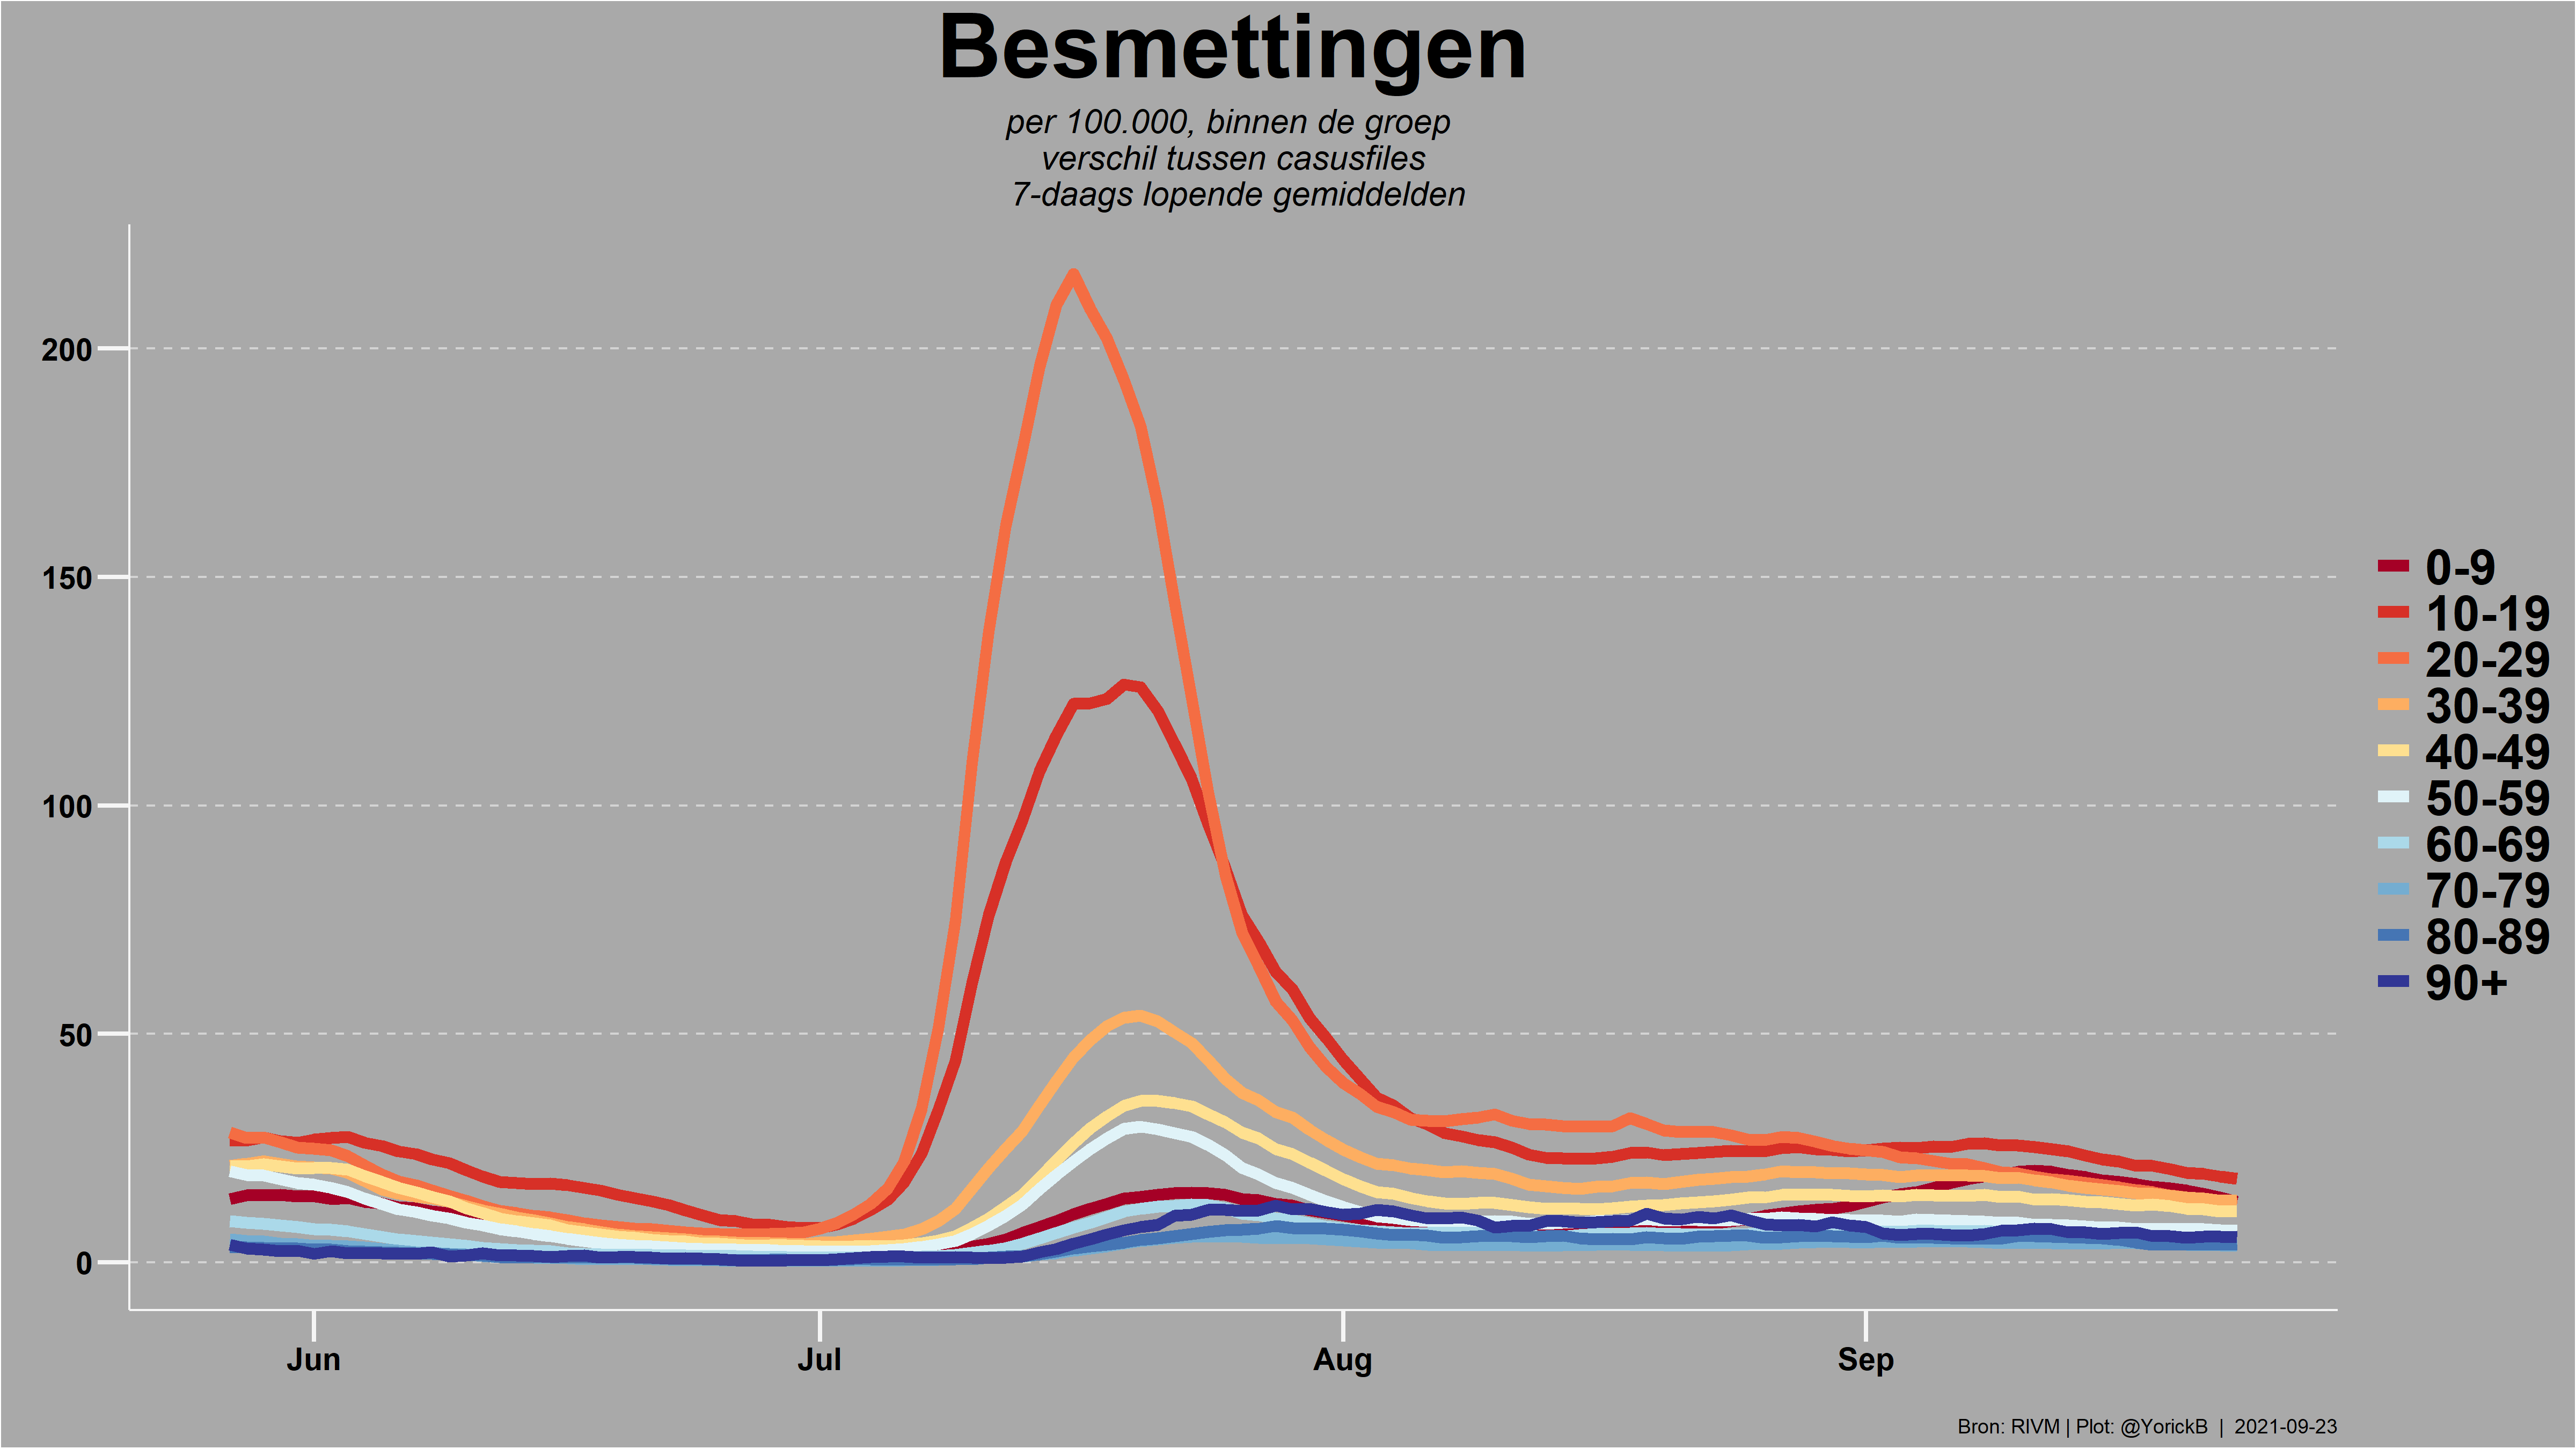 Besmettingen
per 100.000, binnen de groep
verschil tussen casusfiles
7-daags lopende gemiddelden
200
150
100
50
0
Jun
Jul
Aug
Sep
0-9
10-19
20-29
30-39
40-49
50-59
60-69
70-79
80-89
90+
Bron: RIVM | Plot: @YorickB | 2021-09-23